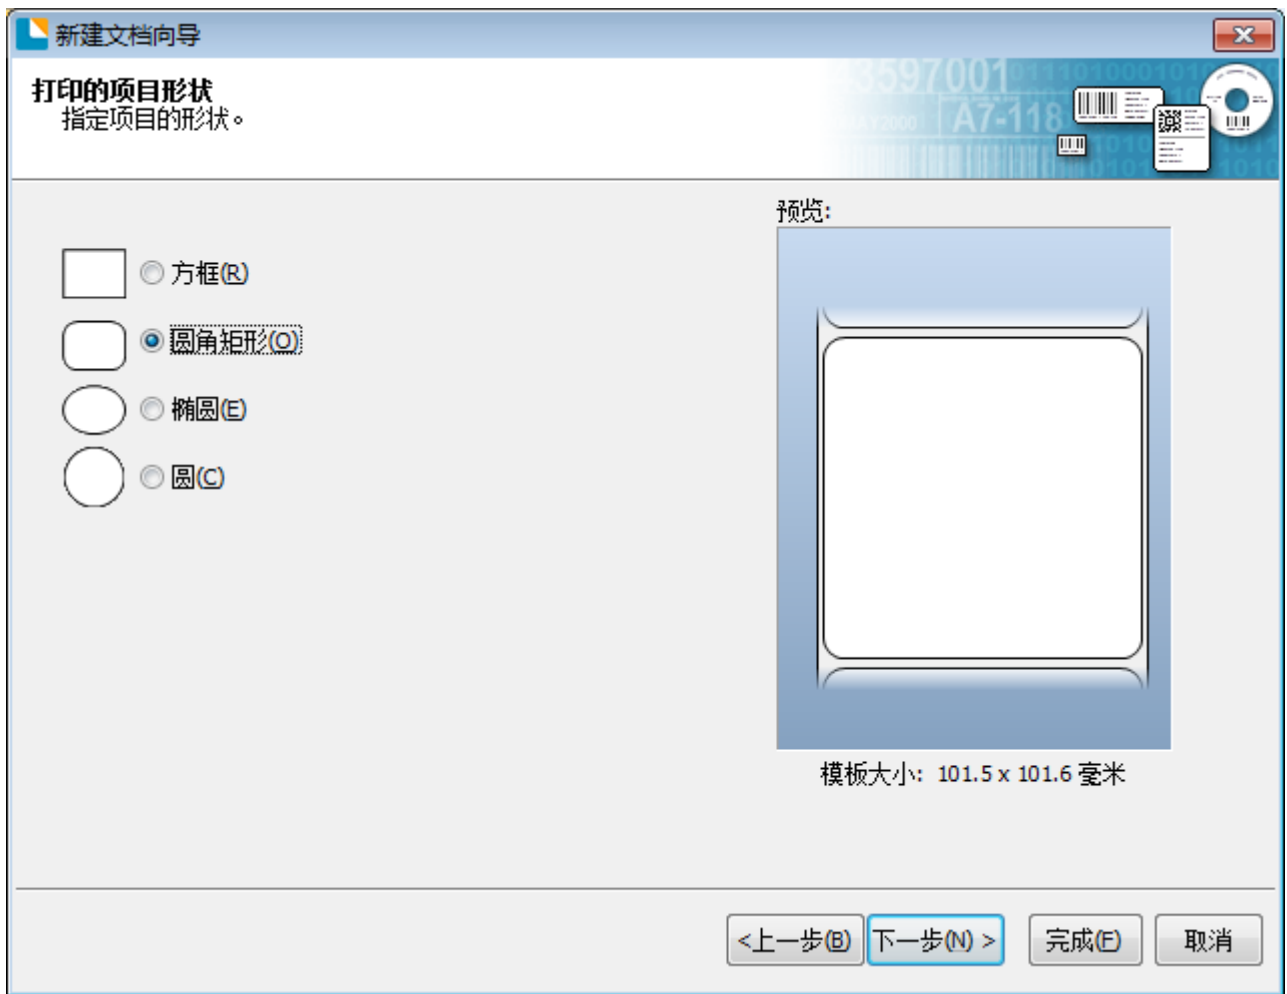 新建文档向导
打印的项目形状
指定项目的形状。
43597001
A7-118
预览:
方框(R)
圆角矩形(O)
椭圆(E)
圆(C)
模板大小: 101.5 x 101.6 毫米
<上一步(B)
下一步(N) >
完成(F)
取消